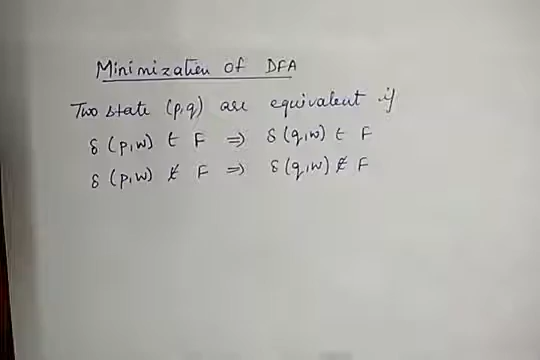 Minimization of DFA
Two state (p,q) are equivalent if
δ (p,w) ∈ F ⇒ δ (q,w) ∈ F
δ (p,w) ∉ F ⇒ δ (q,w) ∉ F